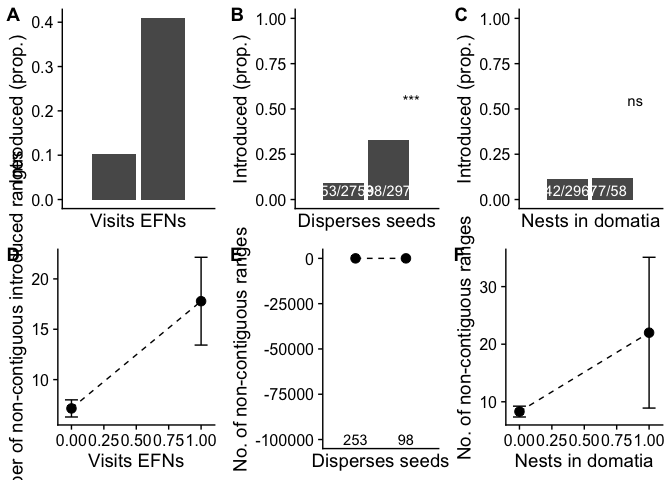 A
B
C
Introduced (prop.)
0.4
0.3
0.2
0.1
0.0
Visits EFNs
Introduced (prop.)
1.00
0.75
0.50
0.25
0.00
***
98/297
Disperses seeds
Introduced (prop.)
1.00
0.75
0.50
0.25
0.00
ns
77/58
Nests in domatia
D
E
F
of non-contiguous introduced ranges
20
15
10
0.00 0.25 0.50 0.75 1.00
Visits EFNs
No. of non-contiguous ranges
0
-25000
-50000
-75000
-100000
253 98
Disperses seeds
No. of non-contiguous ranges
30
20
10
0.00 0.25 0.50 0.75 1.00
Nests in domatia